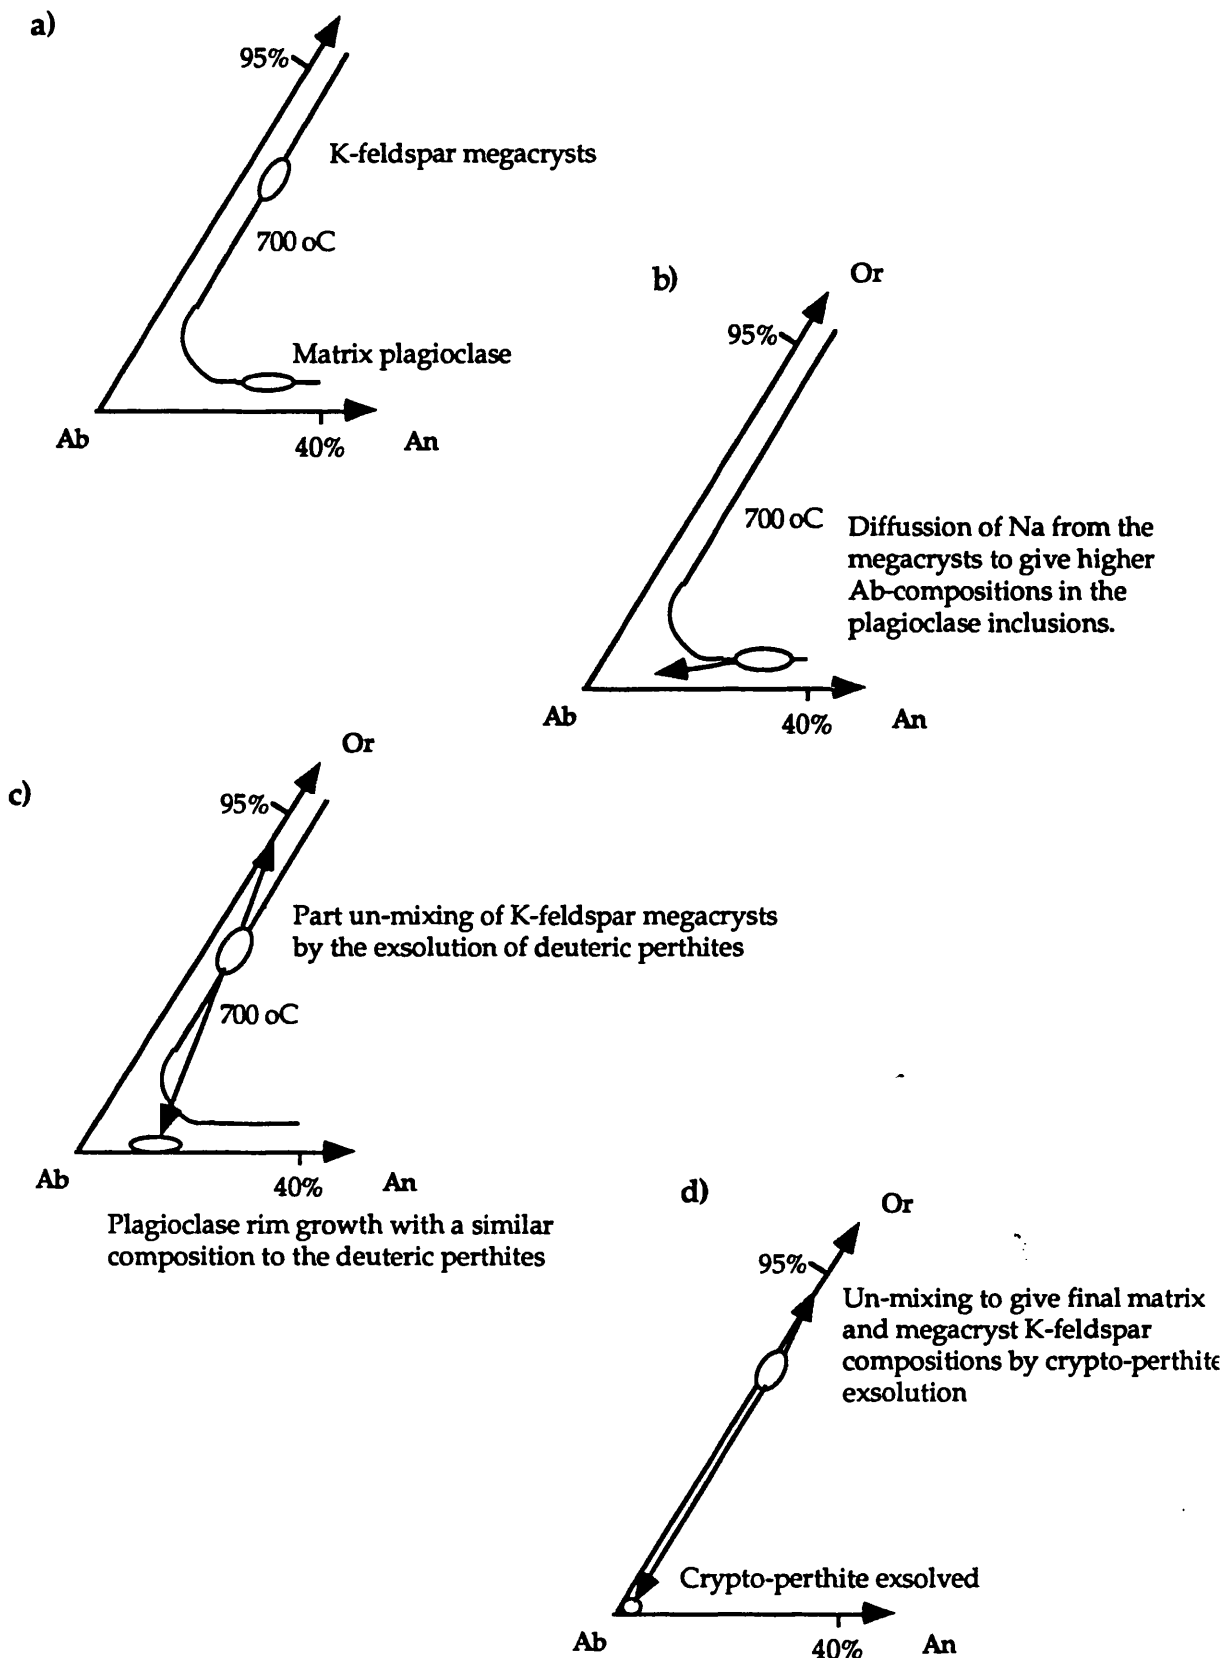 a)
95%
K-feldspar megacrysts
700 oC
Matrix plagioclase
Ab
40%
An
b)
Or
95%
700 oC
Diffussion of Na from the
megacrysts to give higher
Ab-compositions in the
plagioclase inclusions.
Ab
40%
An
c)
Or
95%
Part un-mixing of K-feldspar megacrysts
by the exsolution of deuteric perthites
700 oC
Ab
40%
An
Plagioclase rim growth with a similar
composition to the deuteric perthites
d)
Or
95%
Un-mixing to give final matrix
and megacryst K-feldspar
compositions by crypto-perthite
exsolution
Crypto-perthite exsolved
Ab
40%
An